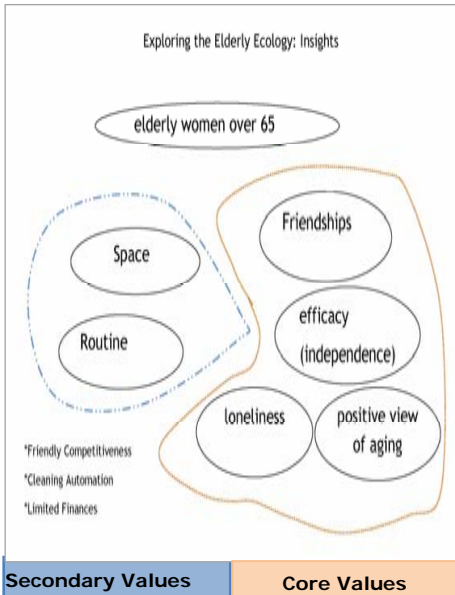 Exploring the Elderly Ecology: Insights
elderly women over 65
Space
Routine
Friendships
efficacy
(independence)
loneliness
positive view
of aging
*Friendly Competitiveness
*Cleaning Automation
*Limited Finances
Secondary Values
Core Values